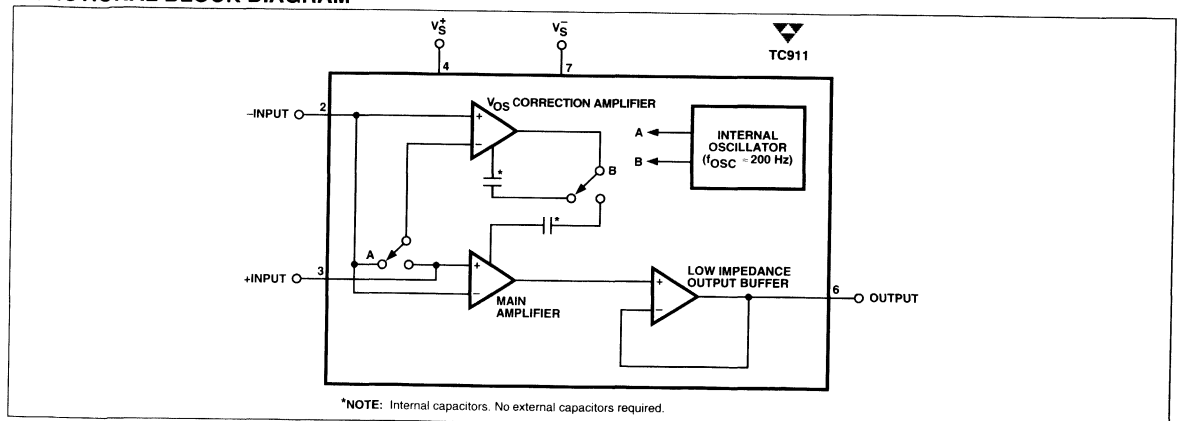 V_S^+
V_S^-
TC911
4
7
–INPUT
2
V_OS CORRECTION AMPLIFIER
+
–
*
B
A
B
INTERNAL
OSCILLATOR
(f_OSC ≈ 200 Hz)
*
A
+INPUT
3
+
–
MAIN
AMPLIFIER
LOW IMPEDANCE
OUTPUT BUFFER
+
–
6
OUTPUT
*NOTE: Internal capacitors. No external capacitors required.